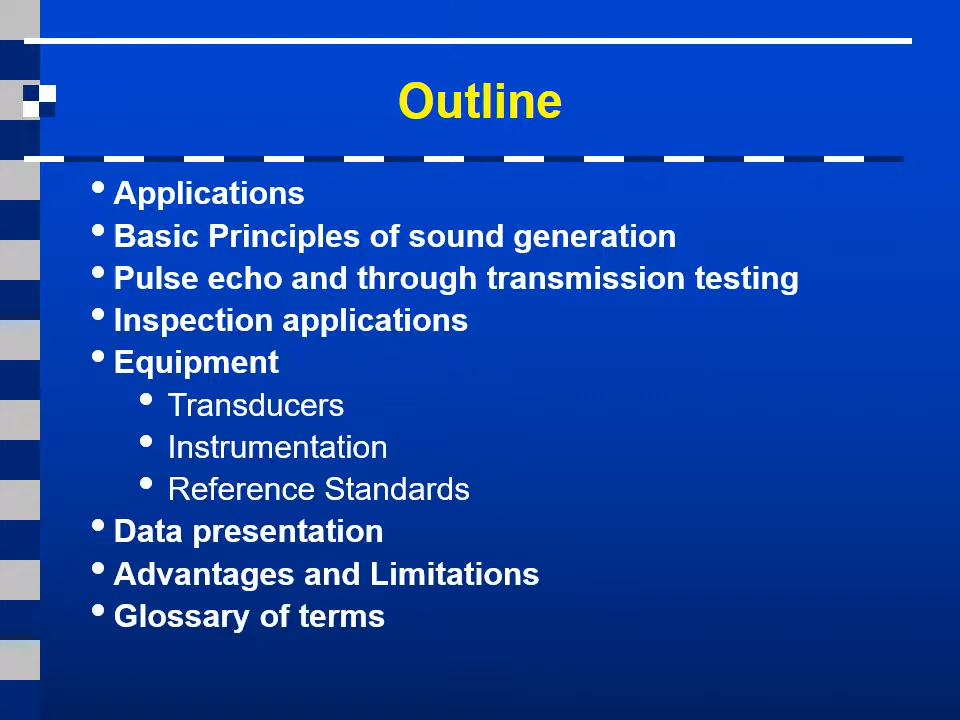 Outline
• Applications
• Basic Principles of sound generation
• Pulse echo and through transmission testing
• Inspection applications
• Equipment
• Transducers
• Instrumentation
• Reference Standards
• Data presentation
• Advantages and Limitations
• Glossary of terms